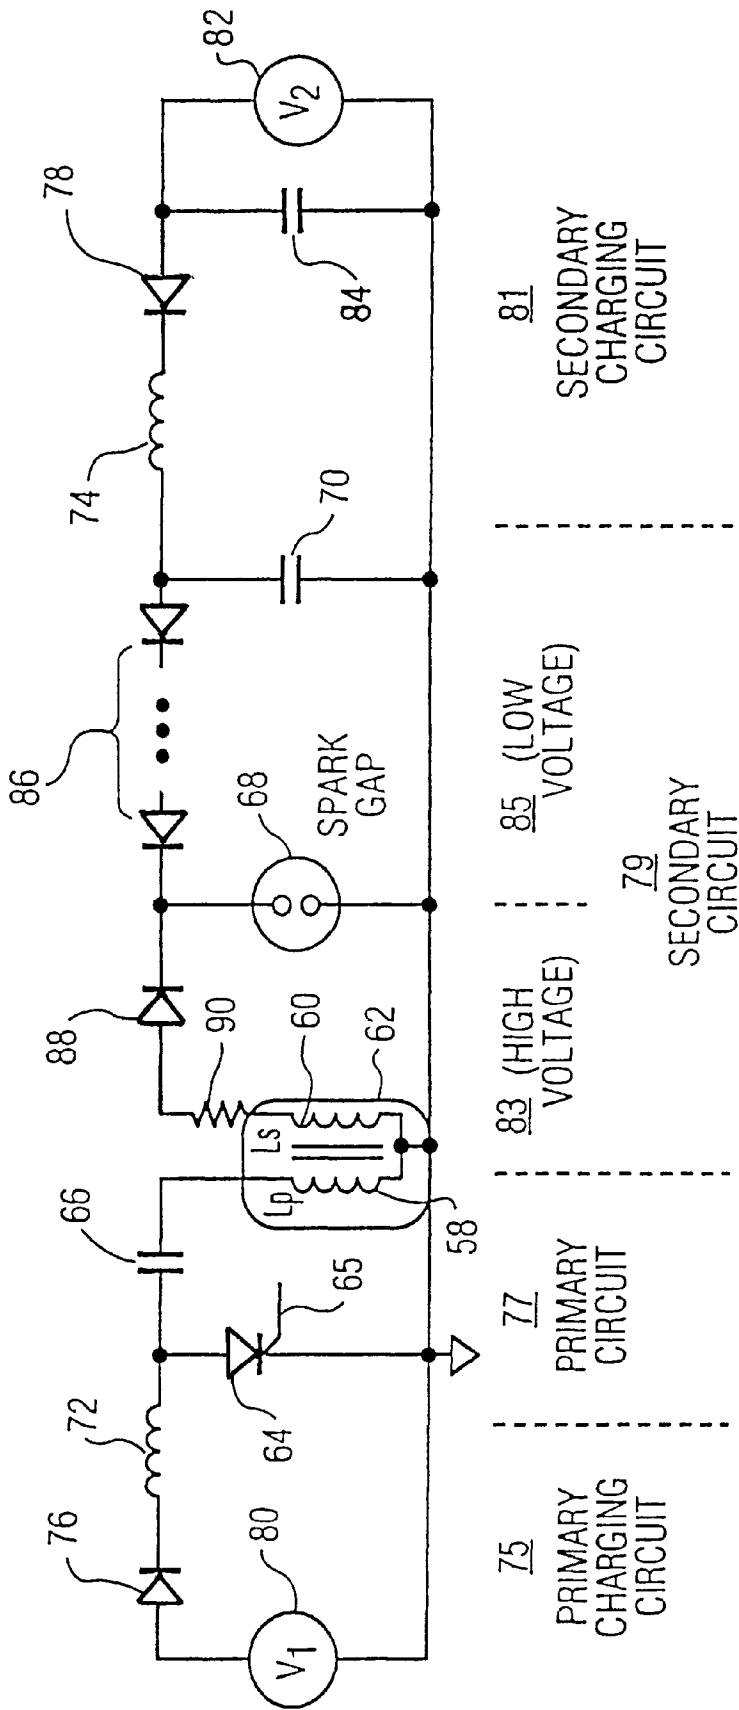 76
72
66
88
86
74
78
82
V1
80
64
65
Lp
Ls
58
90
60
62
68
SPARK
GAP
70
84
V2
75
PRIMARY
CHARGING
CIRCUIT
77
PRIMARY
CIRCUIT
83 (HIGH
VOLTAGE)
85 (LOW
VOLTAGE)
79
SECONDARY
CIRCUIT
81
SECONDARY
CHARGING
CIRCUIT